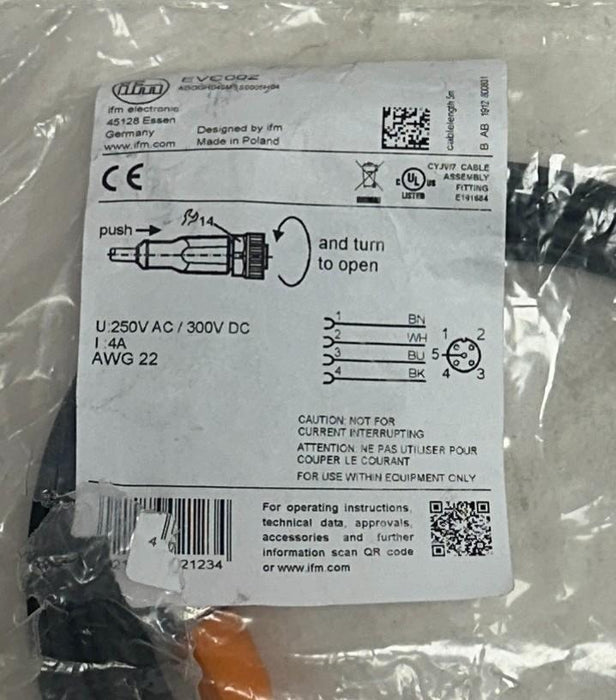 ifm
EVC002
ifm electronic
45128 Essen
Germany
www.ifm.com
Designed by ifm
Made in Poland
cablelength 5m
B AB 1912
CE
C UL US
LISTED
CYJV/7 CABLE
ASSEMBLY
FITTING
E191684
push
14
and turn
to open
U:250V AC / 300V DC
I :4A
AWG 22
1 BN
2 WH
3 BU
4 BK
1 2
5
4 3
CAUTION: NOT FOR
CURRENT INTERRUPTING
ATTENTION: NE PAS UTILISER POUR
COUPER LE COURANT
FOR USE WITHIN EQUIPMENT ONLY
4
21234
For operating instructions,
technical data, approvals,
accessories and further
information scan QR code
or www.ifm.com